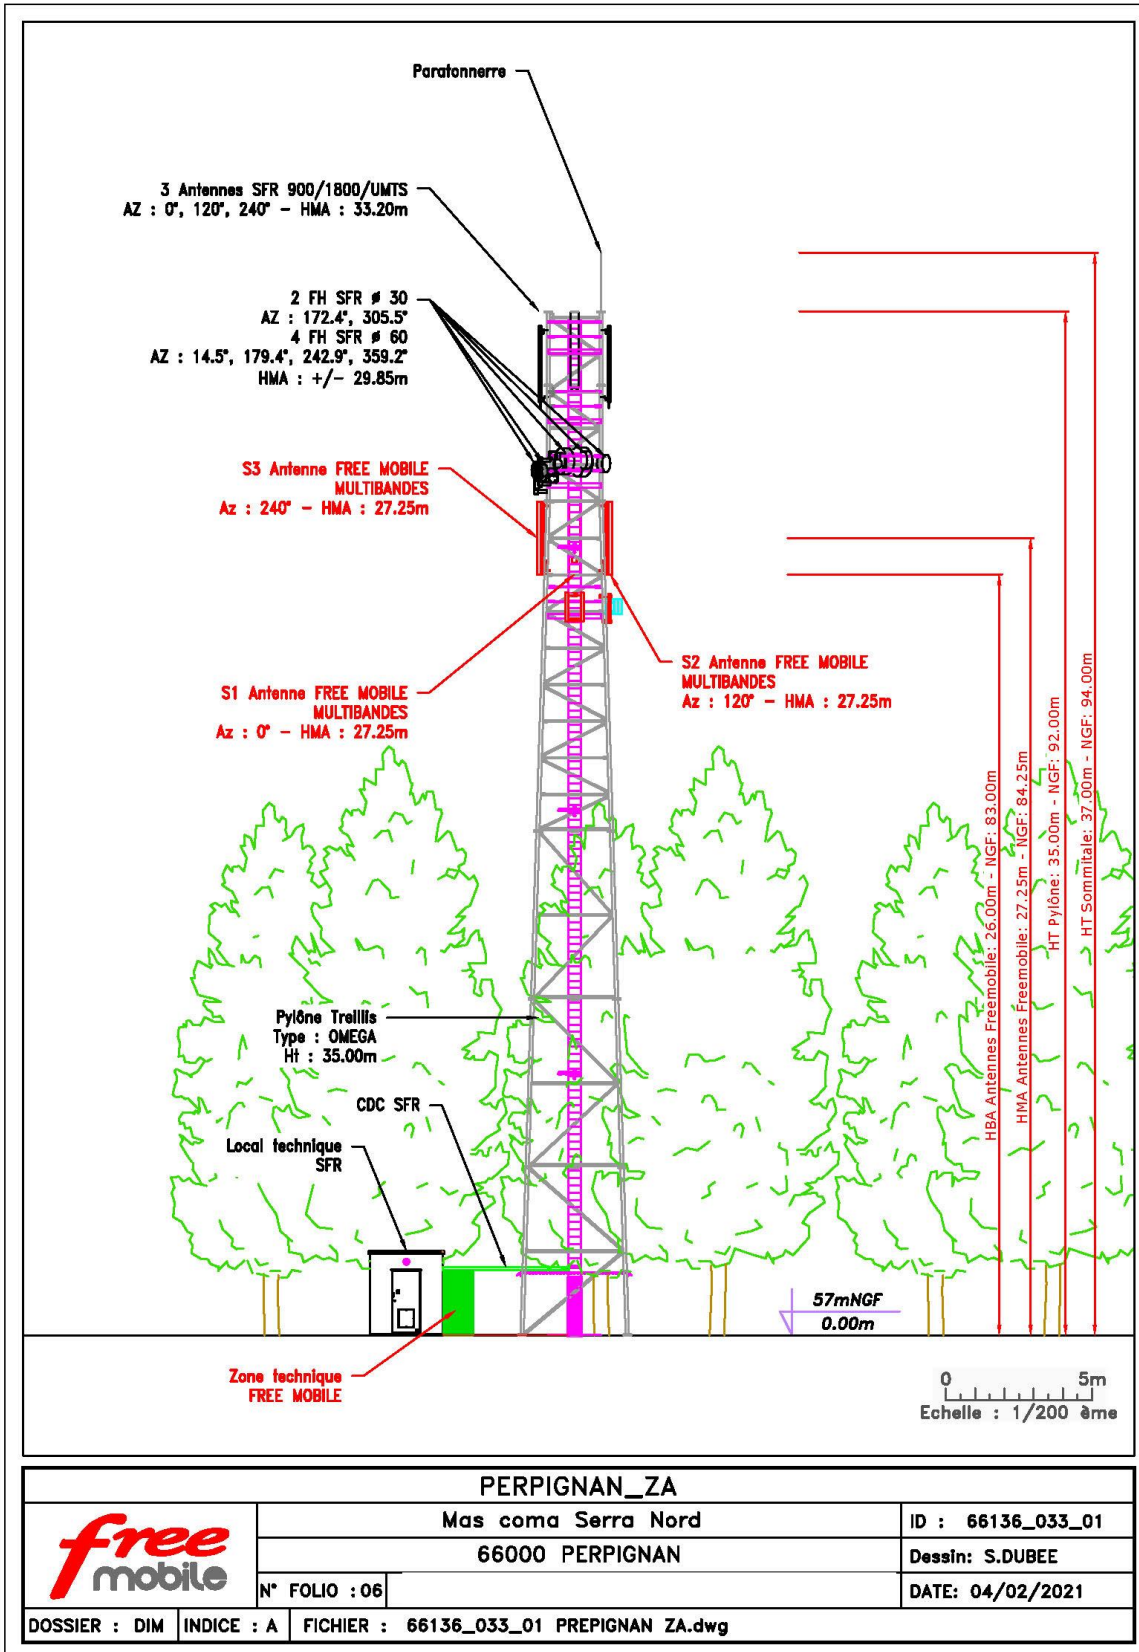 Paratonnerre
3 Antennes SFR 900/1800/UMTS
AZ : 0°, 120°, 240° - HMA : 33.20m
2 FH SFR ø 30
AZ : 172.4°, 305.5°
4 FH SFR ø 60
AZ : 14.5°, 179.4°, 242.9°, 359.2°
HMA : +/- 29.85m
S3 Antenne FREE MOBILE
MULTIBANDES
Az : 240° - HMA : 27.25m
S2 Antenne FREE MOBILE
MULTIBANDES
Az : 120° - HMA : 27.25m
S1 Antenne FREE MOBILE
MULTIBANDES
Az : 0° - HMA : 27.25m
HBA Antennes Freemobile: 26.00m - NGF: 83.00m
HMA Antennes Freemobile: 27.25m - NGF: 84.25m
HT Pylône: 35.00m - NGF: 92.00m
HT Sommitale: 37.00m - NGF: 94.00m
Pylône Treillis
Type : OMEGA
Ht : 35.00m
CDC SFR
Local technique
SFR
57mNGF
0.00m
Zone technique
FREE MOBILE
0 5m
Echelle : 1/200 ème
PERPIGNAN_ZA
free
mobile
Mas coma Serra Nord
ID : 66136_033_01
66000 PERPIGNAN
Dessin: S.DUBEE
N° FOLIO :06
DATE: 04/02/2021
DOSSIER : DIM
INDICE : A
FICHIER : 66136_033_01 PREPIGNAN ZA.dwg